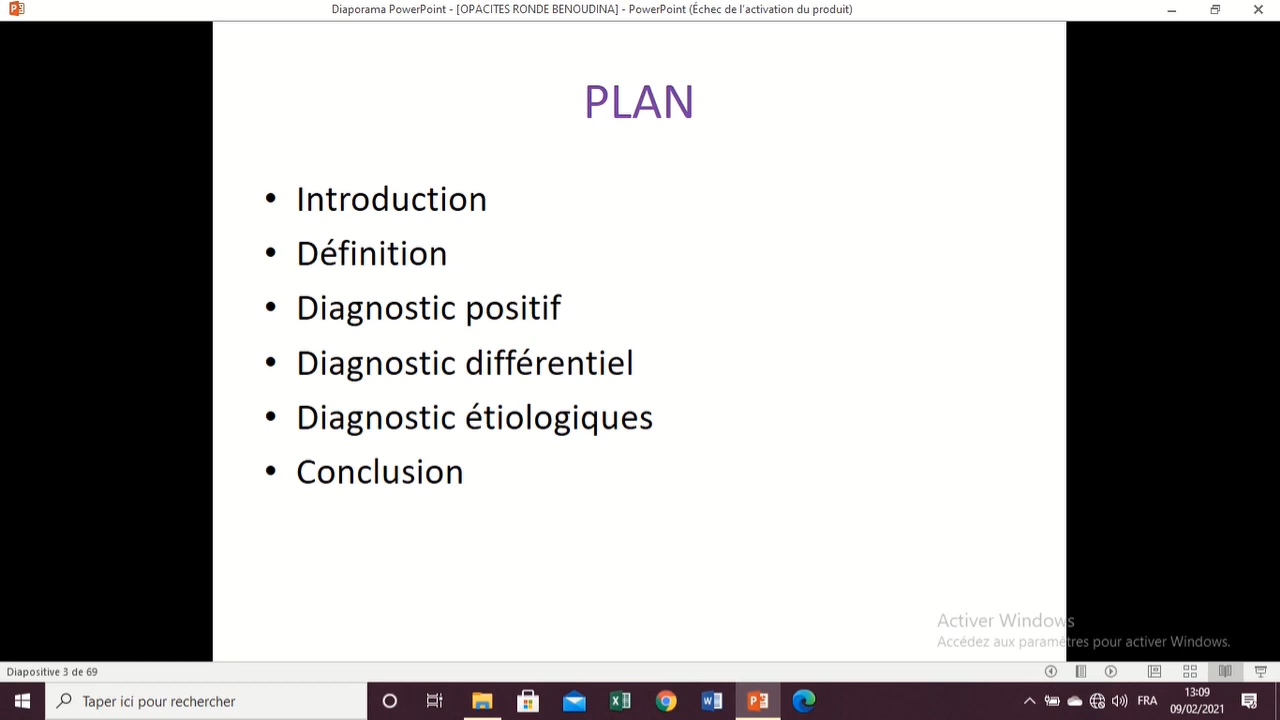 Diaporama PowerPoint - [OPACITES RONDE BENOUDINA] - PowerPoint (Échec de l'activation du produit)
PLAN
• Introduction
• Définition
• Diagnostic positif
• Diagnostic différentiel
• Diagnostic étiologiques
• Conclusion
Activer Windows
Accédez aux paramètres pour activer Windows.
Diapositive 3 de 69
Taper ici pour rechercher
FRA
13:09
09/02/2021